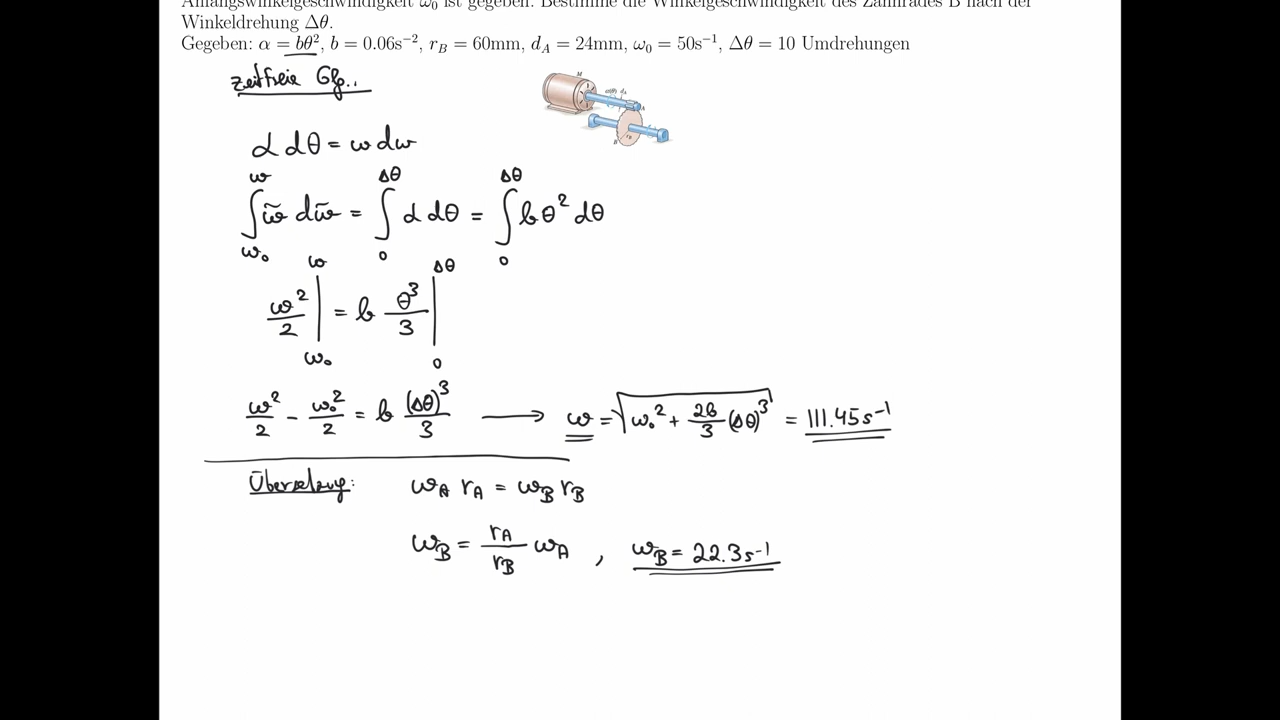 Anfangswinkelgeschwindigkeit ω₀ ist gegeben. Bestimme die Winkelgeschwindigkeit des Zahnrades B nach der
Winkeldrehung Δθ.
Gegeben: α = bθ², b = 0.06s⁻², r_B = 60mm, d_A = 24mm, ω₀ = 50s⁻¹, Δθ = 10 Umdrehungen
zeitfreie Glg..
M
α(θ) d_A
A
r_B
B
α dθ = ω dω
∫_{ω₀}^{ω} ω̃ dω̃ = ∫_{0}^{Δθ} α dθ = ∫_{0}^{Δθ} bθ² dθ
ω²/2 |_{ω₀}^{ω} = b θ³/3 |_{0}^{Δθ}
ω²/2 - ω₀²/2 = b (Δθ)³/3 ⟶ ω = √(ω₀² + 2b/3 (Δθ)³) = 111.45s⁻¹
Übersetzung: ω_A r_A = ω_B r_B
ω_B = r_A/r_B ω_A , ω_B = 22.3s⁻¹